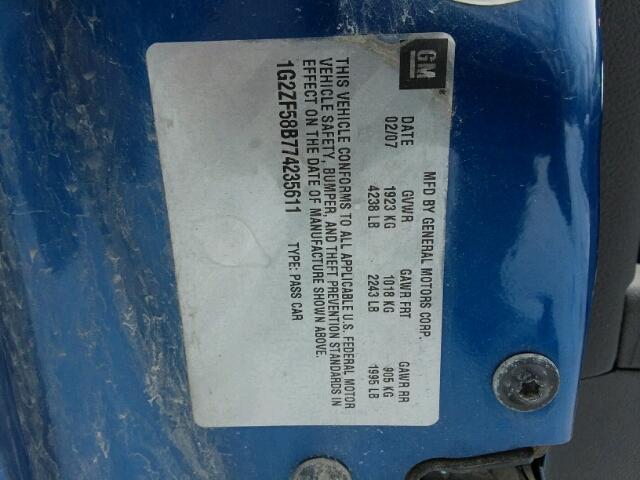 GM
MFD BY GENERAL MOTORS CORP.
DATE GVWR GAWR FRT GAWR RR
02/07 1923 KG 1018 KG 905 KG
4238 LB 2243 LB 1995 LB
THIS VEHICLE CONFORMS TO ALL APPLICABLE U.S. FEDERAL MOTOR
VEHICLE SAFETY, BUMPER, AND THEFT PREVENTION STANDARDS IN
EFFECT ON THE DATE OF MANUFACTURE SHOWN ABOVE.
1G2ZF58B774235611 TYPE: PASS CAR